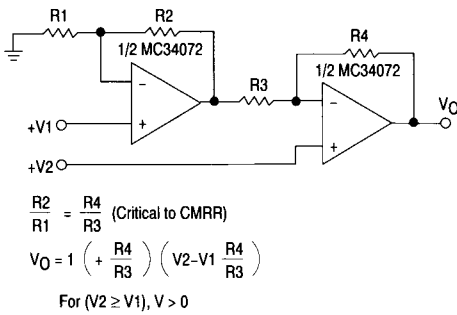 R1 R2
1/2 MC34072
R4
1/2 MC34072
R3
–
+
–
+
+V1
+V2
VO
R2/R1 = R4/R3 (Critical to CMRR)
VO = 1 ( + R4/R3 ) ( V2–V1 R4/R3 )
For (V2 ≥ V1), V > 0